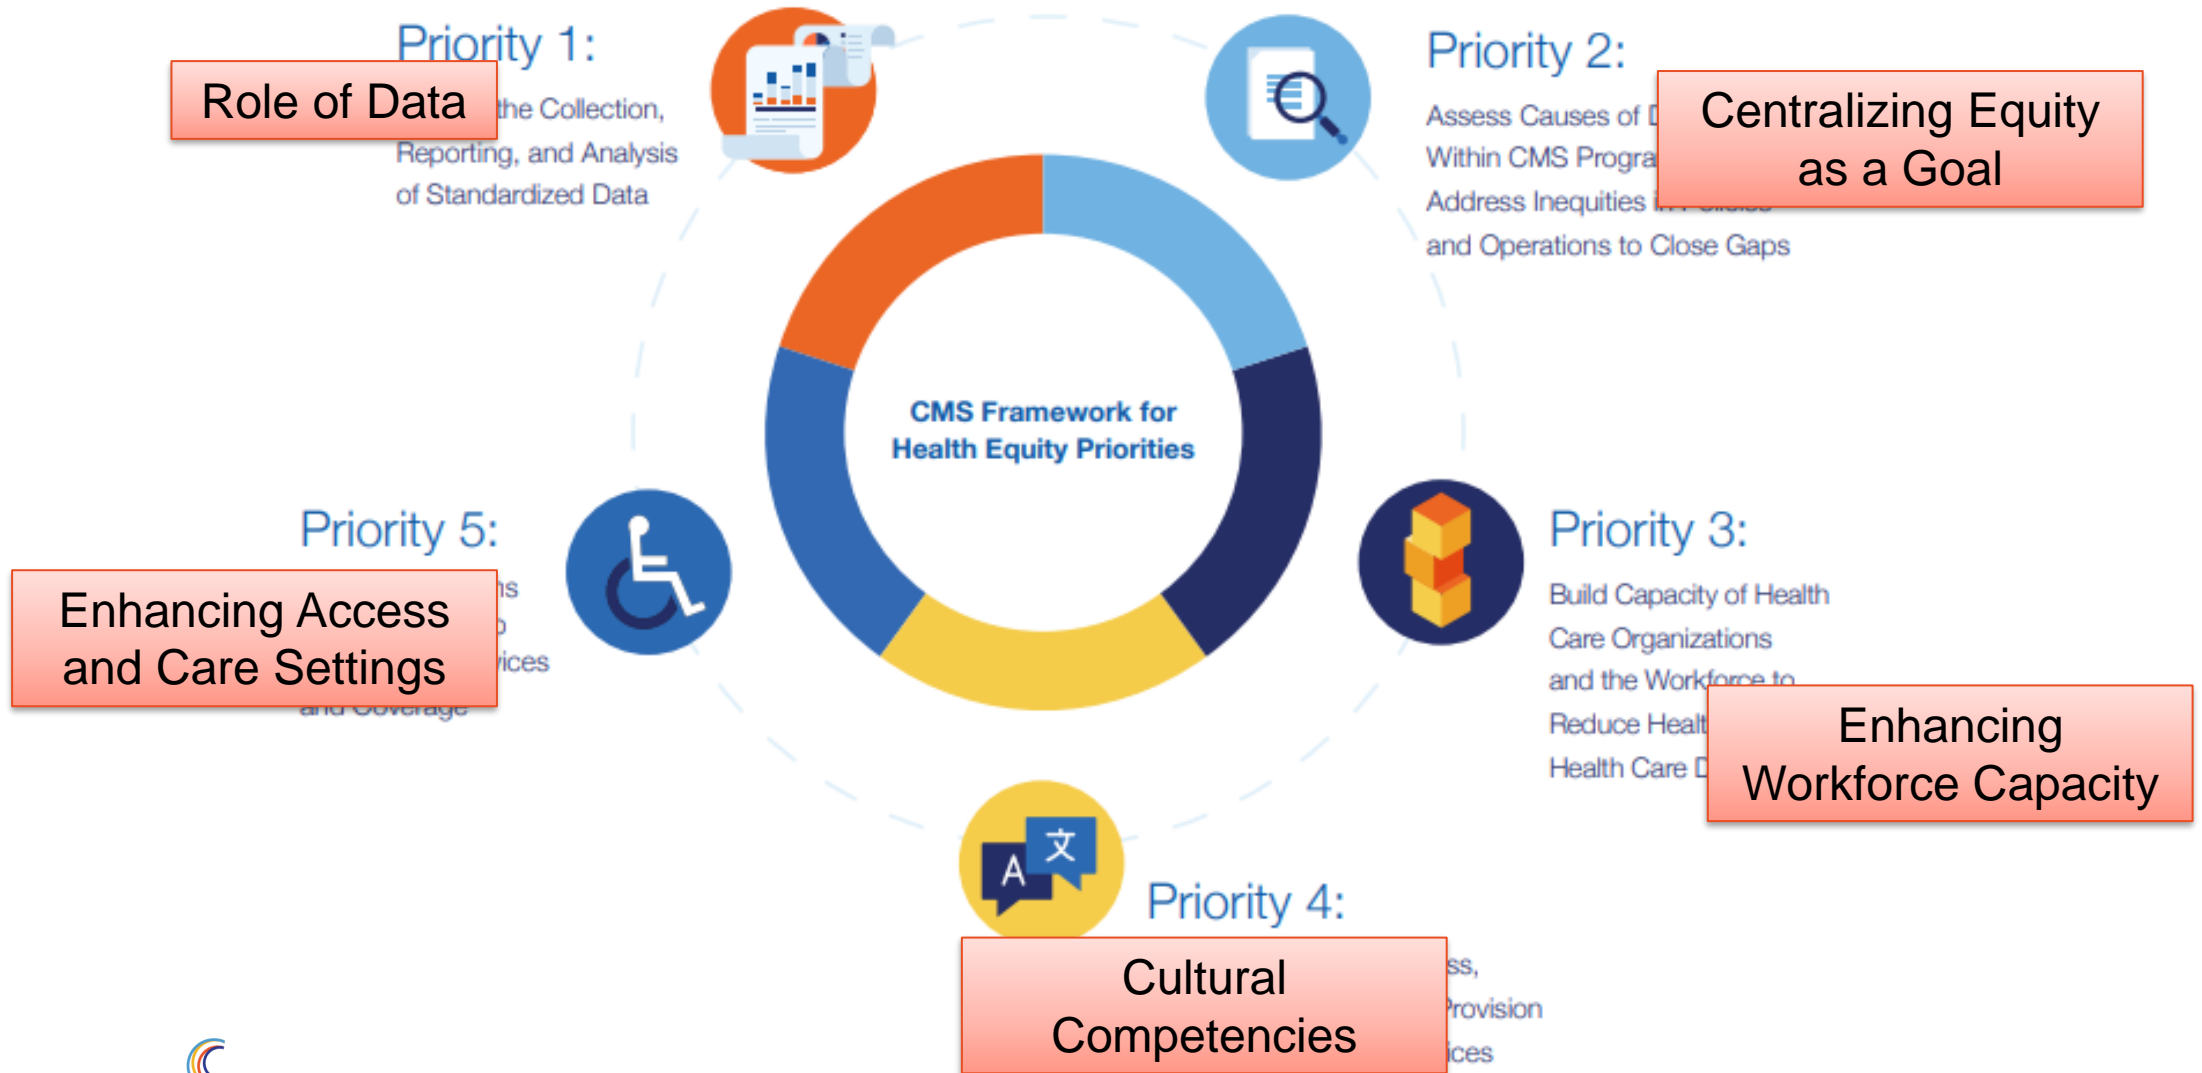 Priority 1:
Role of Data
the Collection,
Reporting, and Analysis
of Standardized Data
Priority 2:
Centralizing Equity
as a Goal
Assess Causes of
Within CMS
Address Inequities
and Operations to Close Gaps
CMS Framework for
Health Equity Priorities
Priority 5:
Enhancing Access
and Care Settings
and Coverage
Priority 3:
Build Capacity of Health
Care Organizations
and the Workforce to
Reduce
Health Care
Enhancing
Workforce Capacity
A 文
Priority 4:
Cultural
Competencies
Provision